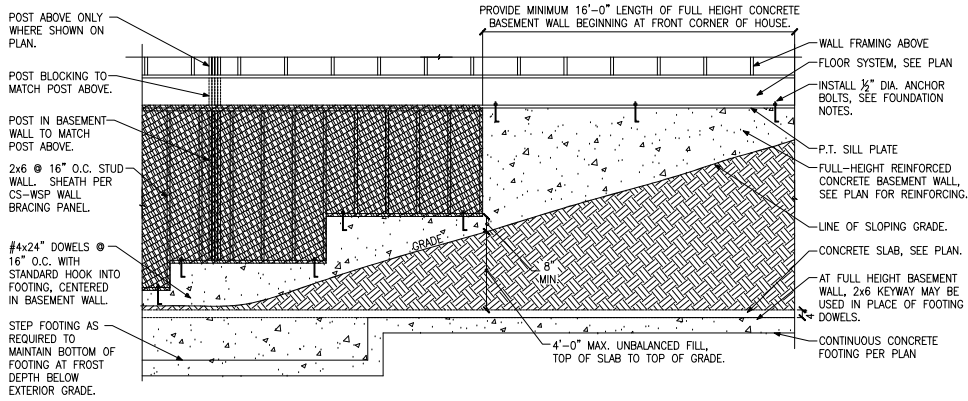 POST ABOVE ONLY
WHERE SHOWN ON
PLAN.
POST BLOCKING TO
MATCH POST ABOVE.
POST IN BASEMENT
WALL TO MATCH
POST ABOVE.
2x6 @ 16" O.C. STUD
WALL. SHEATH PER
CS-WSP WALL
BRACING PANEL.
#4x24" DOWELS @
16" O.C. WITH
STANDARD HOOK INTO
FOOTING, CENTERED
IN BASEMENT WALL.
STEP FOOTING AS
REQUIRED TO
MAINTAIN BOTTOM OF
FOOTING AT FROST
DEPTH BELOW
EXTERIOR GRADE.
PROVIDE MINIMUM 16'-0" LENGTH OF FULL HEIGHT CONCRETE
BASEMENT WALL BEGINNING AT FRONT CORNER OF HOUSE.
GRADE
8"
MIN.
4'-0" MAX. UNBALANCED FILL,
TOP OF SLAB TO TOP OF GRADE.
WALL FRAMING ABOVE
FLOOR SYSTEM, SEE PLAN
INSTALL ½" DIA. ANCHOR
BOLTS, SEE FOUNDATION
NOTES.
P.T. SILL PLATE
FULL-HEIGHT REINFORCED
CONCRETE BASEMENT WALL,
SEE PLAN FOR REINFORCING.
LINE OF SLOPING GRADE.
CONCRETE SLAB, SEE PLAN.
AT FULL HEIGHT BASEMENT
WALL, 2x6 KEYWAY MAY BE
USED IN PLACE OF FOOTING
DOWELS.
CONTINUOUS CONCRETE
FOOTING PER PLAN